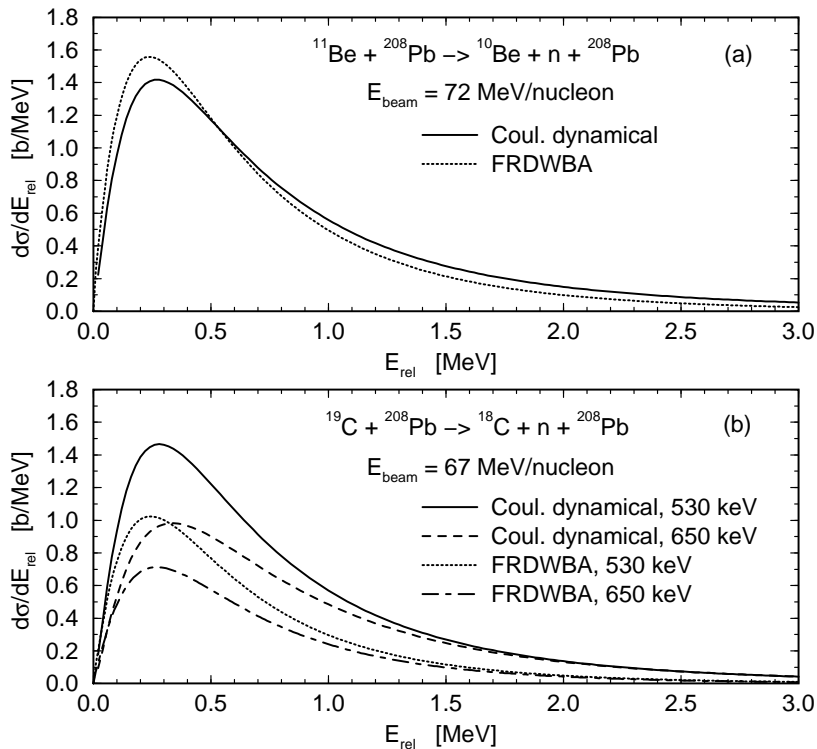 1.8
1.6
1.4
1.2
1.0
0.8
0.6
0.4
0.2
0.0
dσ/dE_rel [b/MeV]
¹¹Be + ²⁰⁸Pb –> ¹⁰Be + n + ²⁰⁸Pb (a)
E_beam = 72 MeV/nucleon
Coul. dynamical
FRDWBA
0.0 0.5 1.0 1.5 2.0 2.5 3.0
E_rel [MeV]
1.8
1.6
1.4
1.2
1.0
0.8
0.6
0.4
0.2
0.0
dσ/dE_rel [b/MeV]
¹⁹C + ²⁰⁸Pb –> ¹⁸C + n + ²⁰⁸Pb (b)
E_beam = 67 MeV/nucleon
Coul. dynamical, 530 keV
Coul. dynamical, 650 keV
FRDWBA, 530 keV
FRDWBA, 650 keV
0.0 0.5 1.0 1.5 2.0 2.5 3.0
E_rel [MeV]